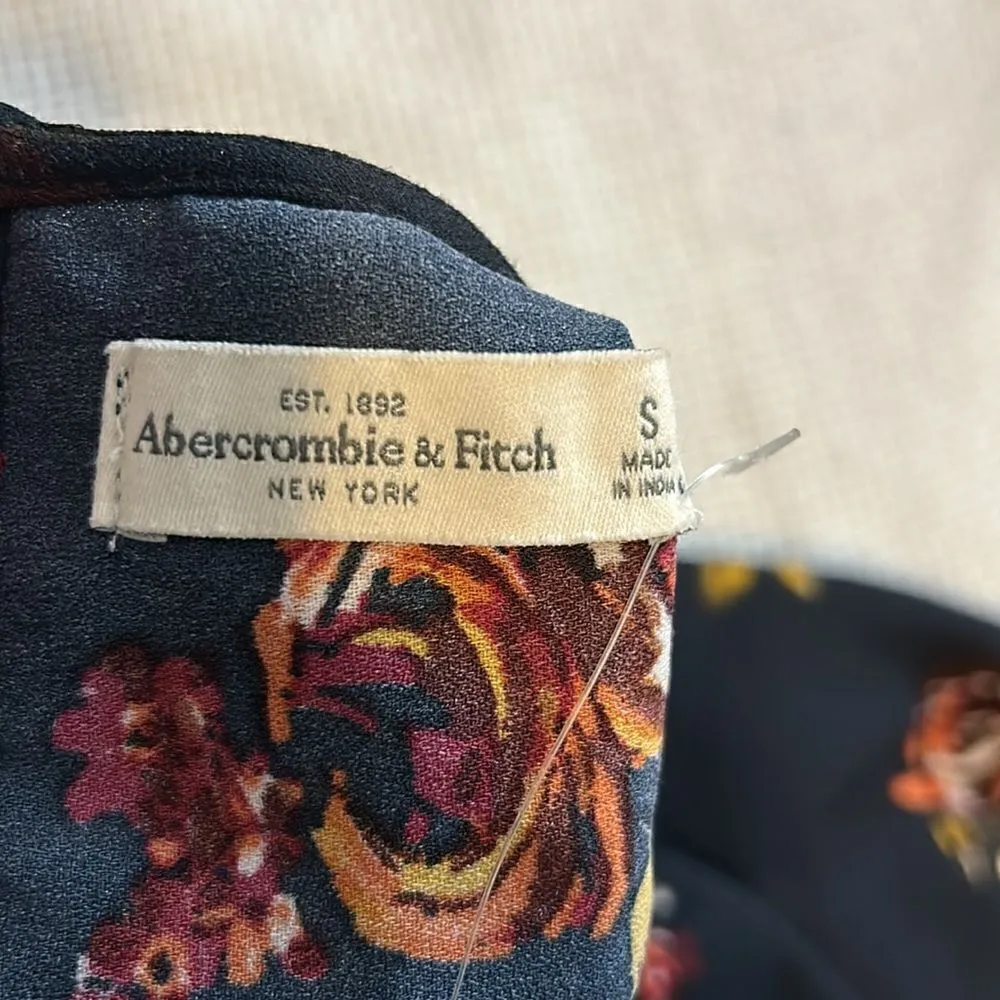 EST. 1892
Abercrombie & Fitch
NEW YORK
S
MADE
IN INDIA